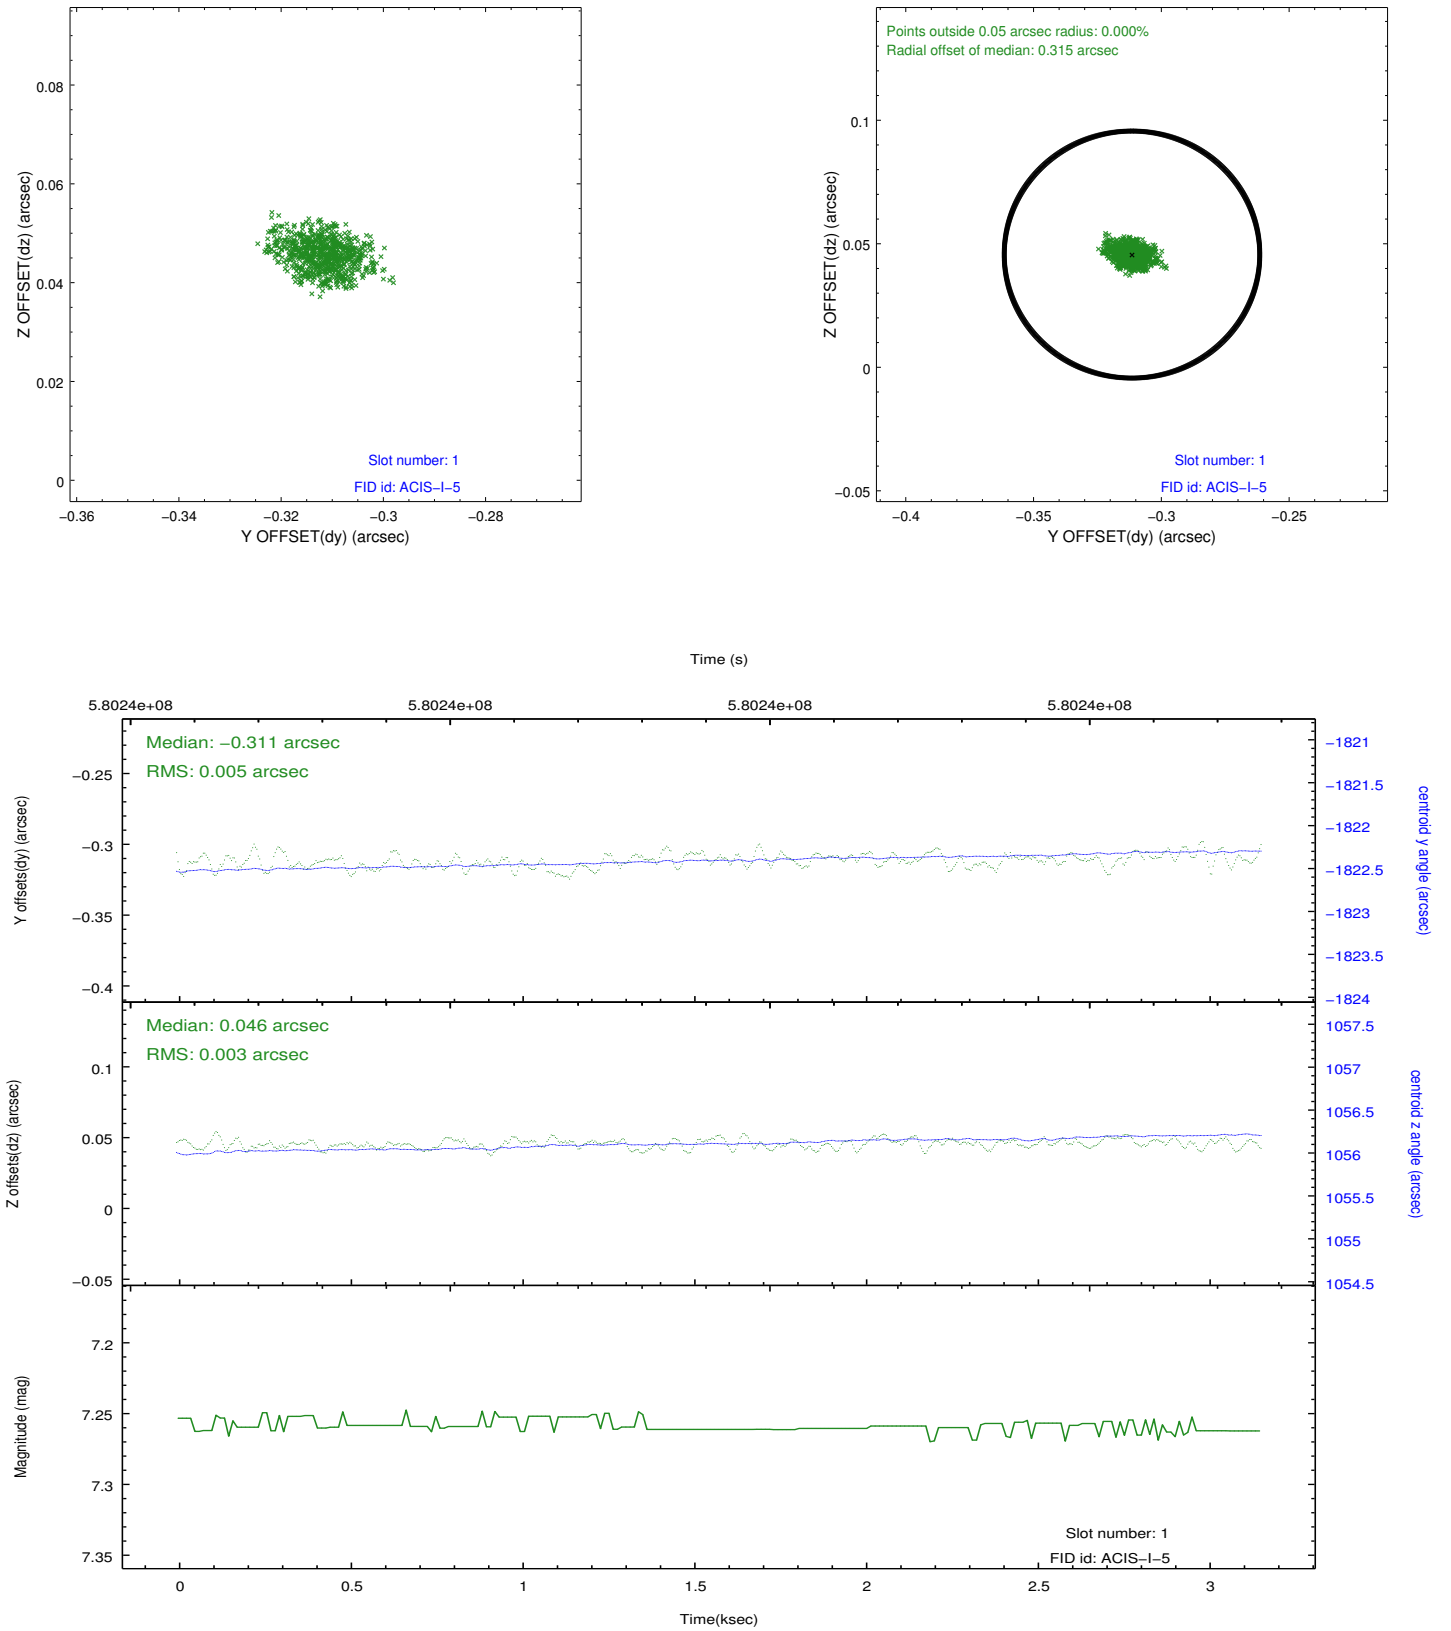 0.08
0.06
0.04
0.02
0
Z OFFSET(dz) (arcsec)
Slot number: 1
FID id: ACIS−I−5
−0.36
−0.34
−0.32
−0.3
−0.28
Y OFFSET(dy) (arcsec)
Points outside 0.05 arcsec radius: 0.000%
Radial offset of median: 0.315 arcsec
0.1
0.05
0
−0.05
Z OFFSET(dz) (arcsec)
Slot number: 1
FID id: ACIS−I−5
−0.4
−0.35
−0.3
−0.25
Y OFFSET(dy) (arcsec)
Time (s)
5.8024e+08
5.8024e+08
5.8024e+08
5.8024e+08
Median: −0.311 arcsec
RMS: 0.005 arcsec
−0.25
−0.3
−0.35
−0.4
Y offsets(dy) (arcsec)
−1821
−1821.5
−1822
−1822.5
−1823
−1823.5
−1824
centroid y angle (arcsec)
Median: 0.046 arcsec
RMS: 0.003 arcsec
0.1
0.05
0
−0.05
Z offsets(dz) (arcsec)
1057.5
1057
1056.5
1056
1055.5
1055
1054.5
centroid z angle (arcsec)
7.2
7.25
7.3
7.35
Magnitude (mag)
Slot number: 1
FID id: ACIS−I−5
0
0.5
1
1.5
2
2.5
3
Time(ksec)